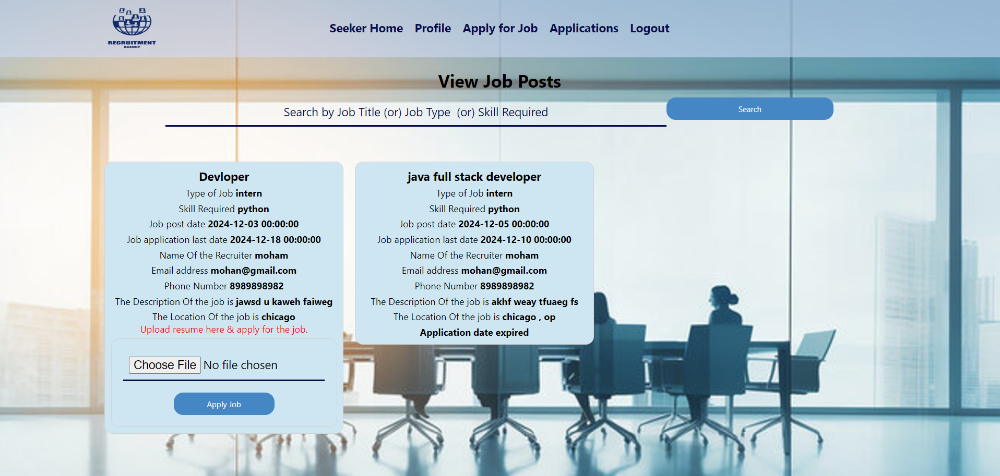 RECRUITMENT
AGENCY
Seeker Home Profile Apply for Job Applications Logout
View Job Posts
Search by Job Title (or) Job Type  (or) Skill Required
Search
Devloper
Type of Job intern
Skill Required python
Job post date 2024-12-03 00:00:00
Job application last date 2024-12-18 00:00:00
Name Of the Recruiter moham
Email address mohan@gmail.com
Phone Number 8989898982
The Description Of the job is jawsd u kaweh faiweg
The Location Of the job is chicago
Upload resume here & apply for the job.
Choose File No file chosen
Apply Job
java full stack developer
Type of Job intern
Skill Required python
Job post date 2024-12-05 00:00:00
Job application last date 2024-12-10 00:00:00
Name Of the Recruiter moham
Email address mohan@gmail.com
Phone Number 8989898982
The Description Of the job is akhf weay tfuaeg fs
The Location Of the job is chicago , op
Application date expired